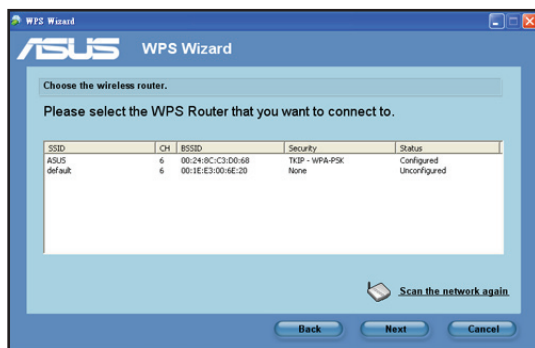 WPS Wizard
ASUS WPS Wizard
Choose the wireless router.
Please select the WPS Router that you want to connect to.
SSID CH BSSID Security Status
ASUS 6 00:24:8C:C3:D0:68 TKIP - WPA-PSK Configured
default 6 00:1E:E3:00:6E:20 None Unconfigured
Scan the network again
Back Next Cancel